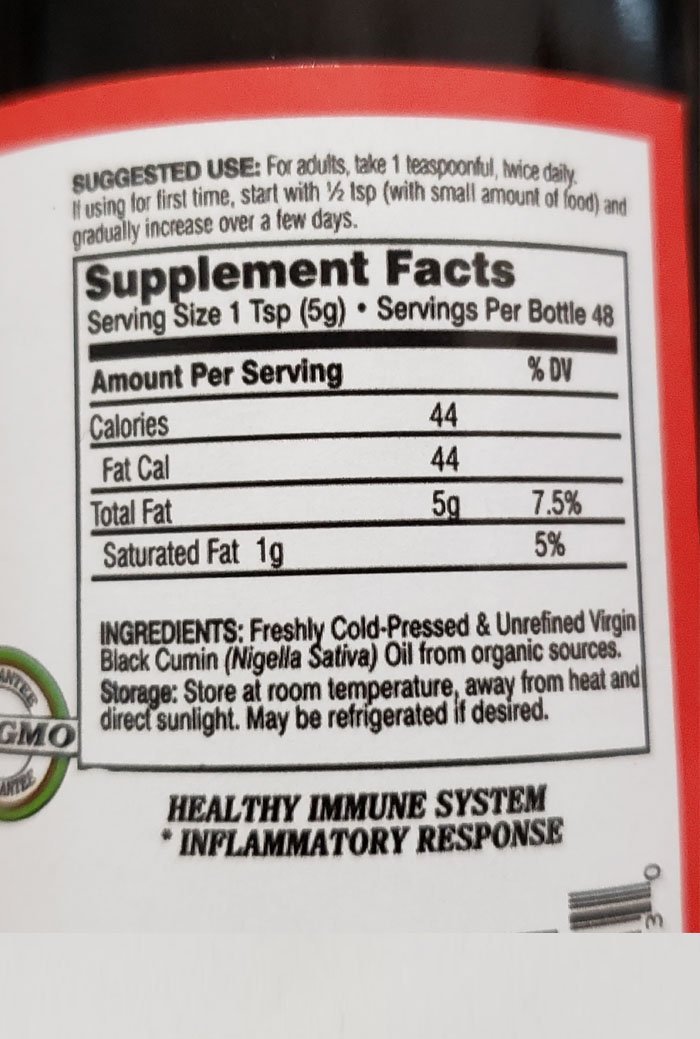 SUGGESTED USE: For adults, take 1 teaspoonful, twice daily.
If using for first time, start with ½ tsp (with small amount of food) and
gradually increase over a few days.
Supplement Facts
Serving Size 1 Tsp (5g) • Servings Per Bottle 48
Amount Per Serving % DV
Calories 44
Fat Cal 44
Total Fat 5g 7.5%
Saturated Fat 1g 5%
INGREDIENTS: Freshly Cold-Pressed & Unrefined Virgin
Black Cumin (Nigella Sativa) Oil from organic sources.
Storage: Store at room temperature, away from heat and
direct sunlight. May be refrigerated if desired.
GMO
HEALTHY IMMUNE SYSTEM
* INFLAMMATORY RESPONSE
3 0